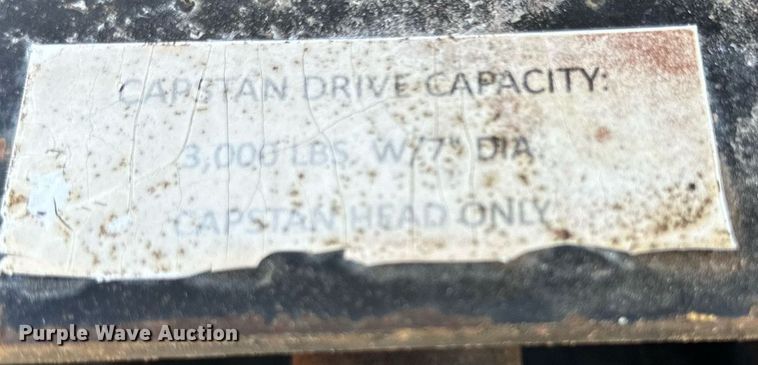 CAPSTAN DRIVE CAPACITY:
3,000 LBS. W/7" DIA.
CAPSTAN HEAD ONLY
Purple Wave Auction